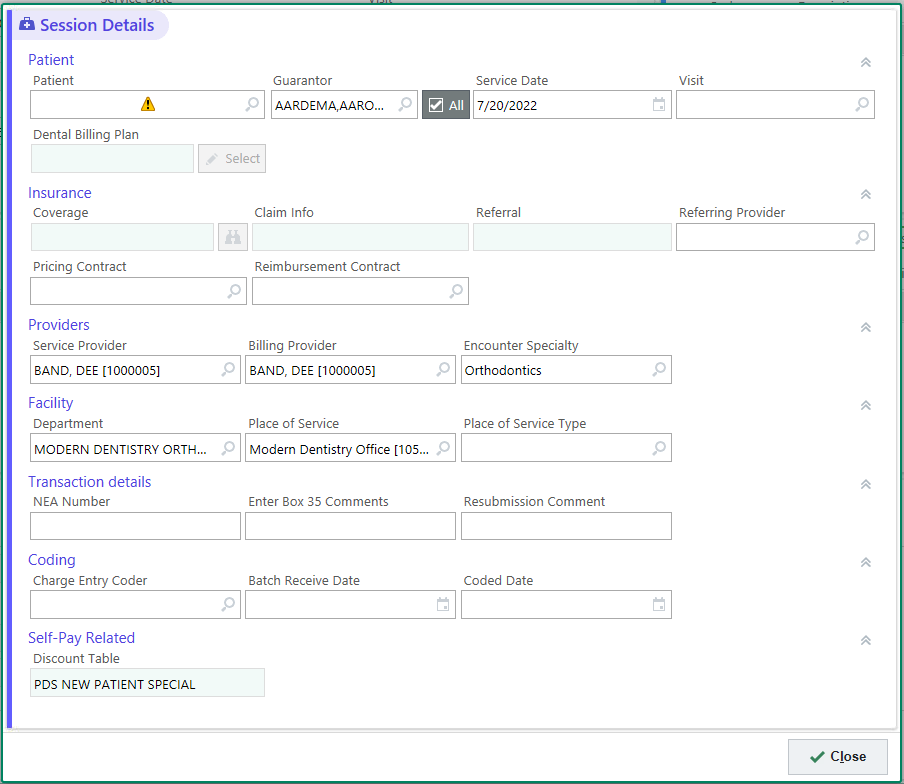 Session Details
Patient
Patient Guarantor Service Date Visit
AARDEMA,AARO... All 7/20/2022
Dental Billing Plan
Select
Insurance
Coverage Claim Info Referral Referring Provider
Pricing Contract Reimbursement Contract
Providers
Service Provider Billing Provider Encounter Specialty
BAND, DEE [1000005] BAND, DEE [1000005] Orthodontics
Facility
Department Place of Service Place of Service Type
MODERN DENTISTRY ORTH... Modern Dentistry Office [105...
Transaction details
NEA Number Enter Box 35 Comments Resubmission Comment
Coding
Charge Entry Coder Batch Receive Date Coded Date
Self-Pay Related
Discount Table
PDS NEW PATIENT SPECIAL
Close